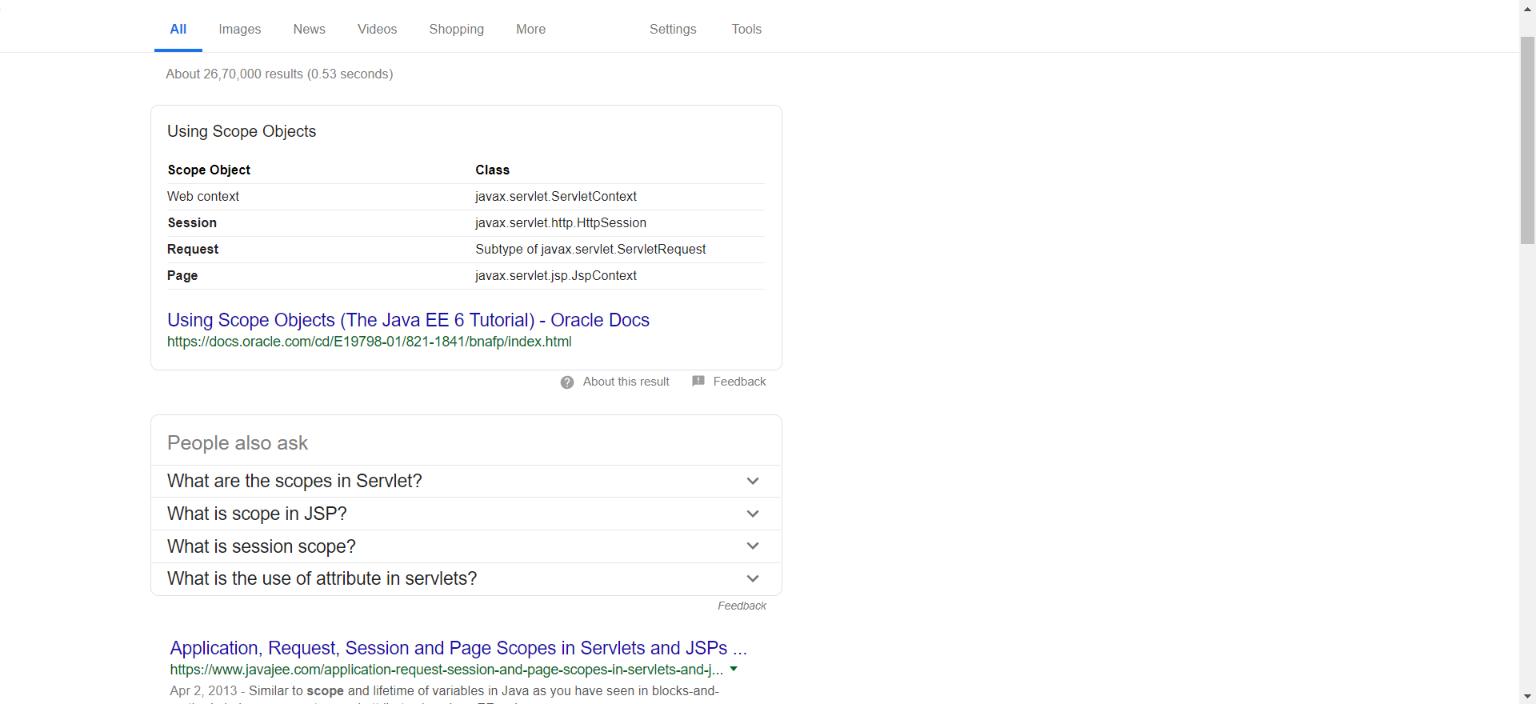 All Images News Videos Shopping More Settings Tools
About 26,70,000 results (0.53 seconds)
Using Scope Objects
Scope Object Class
Web context javax.servlet.ServletContext
Session javax.servlet.http.HttpSession
Request Subtype of javax.servlet.ServletRequest
Page javax.servlet.jsp.JspContext
Using Scope Objects (The Java EE 6 Tutorial) - Oracle Docs
https://docs.oracle.com/cd/E19798-01/821-1841/bnafp/index.html
About this result Feedback
People also ask
What are the scopes in Servlet?
What is scope in JSP?
What is session scope?
What is the use of attribute in servlets?
Feedback
Application, Request, Session and Page Scopes in Servlets and JSPs ...
https://www.javajee.com/application-request-session-and-page-scopes-in-servlets-and-j...
Apr 2, 2013 - Similar to scope and lifetime of variables in Java as you have seen in blocks-and-